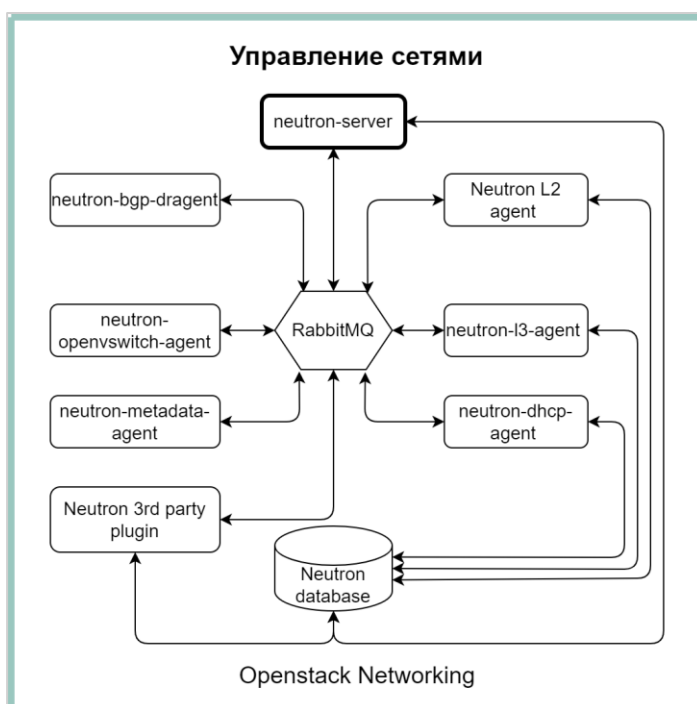 Управление сетями
neutron-server
neutron-bgp-dragent
Neutron L2
agent
neutron-
openvswitch-agent
RabbitMQ
neutron-l3-agent
neutron-metadata-
agent
neutron-dhcp-
agent
Neutron 3rd party
plugin
Neutron
database
Openstack Networking